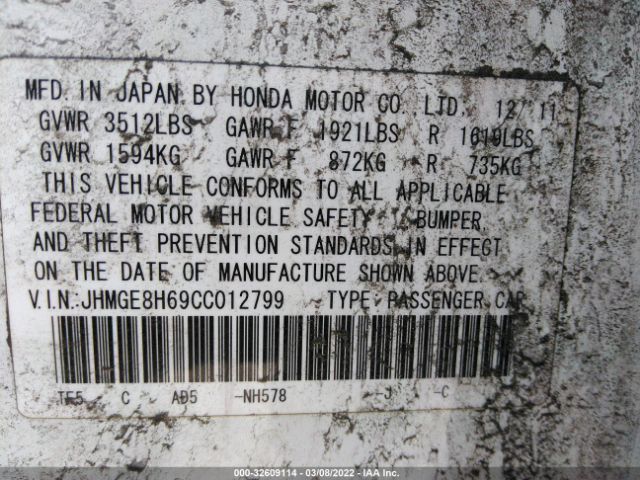 MFD. IN JAPAN BY HONDA MOTOR CO. LTD. 12/11
GVWR 3512LBS GAWR F 1921LBS R 1619LBS
GVWR 1594KG GAWR F 872KG R 735KG
THIS VEHICLE CONFORMS TO ALL APPLICABLE
FEDERAL MOTOR VEHICLE SAFETY / BUMPER
AND THEFT PREVENTION STANDARDS IN EFFECT
ON THE DATE OF MANUFACTURE SHOWN ABOVE
V.I.N.:JHMGE8H69CC012799 TYPE:PASSENGER CAR
TF5 C AD5 -NH578 -J -C
000-32609114 - 03/08/2022 - IAA Inc.